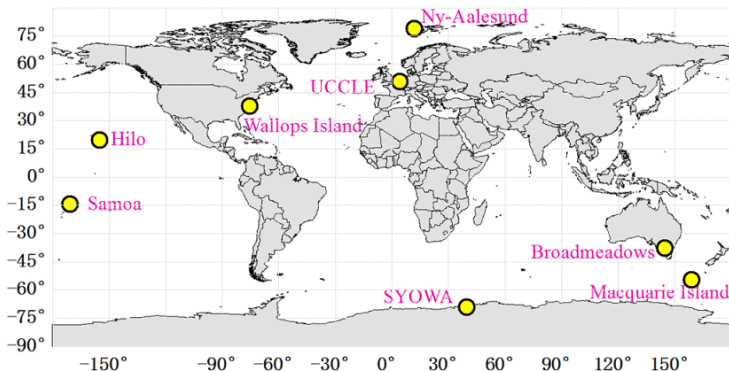 Ny-Aalesund
75°
60°
UCCLE
45°
30°
Wallops Island
Hilo
15°
0°
Samoa
−15°
−30°
Broadmeadows
−45°
−60°
SYOWA
Macquarie Island
−75°
−90°
−150° −90° −60° −30° 0° 30° 60° 90° 120° 150°